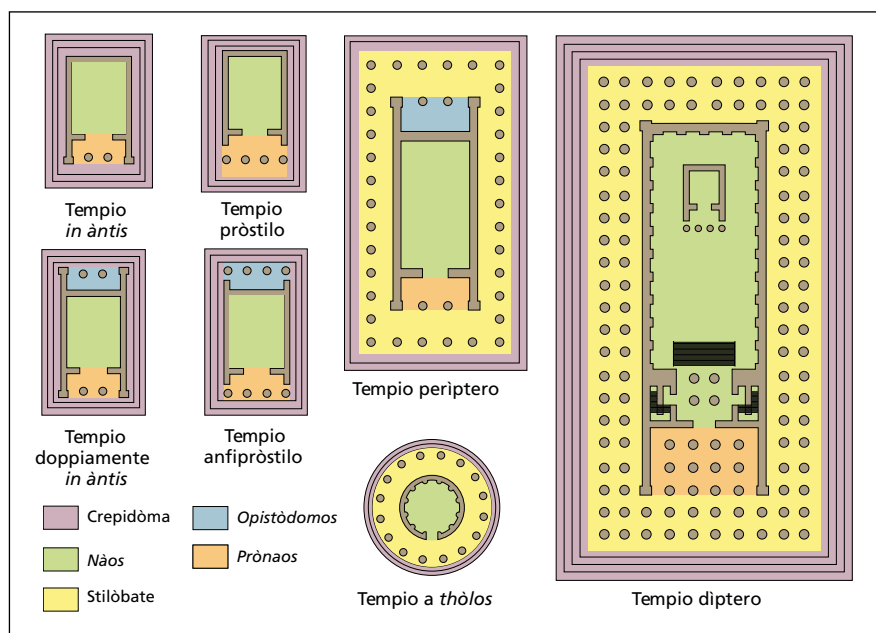 Tempio
in àntis
Tempio
pròstilo
Tempio
doppiamente
in àntis
Tempio
anfipròstilo
Tempio perìptero
Tempio a thòlos
Tempio dìptero
Crepidòma
Nàos
Stilòbate
Opistòdomos
Prònaos